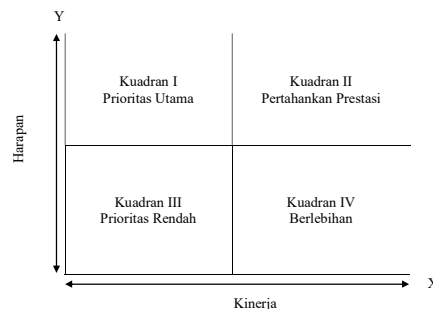 Y
Kuadran I
Prioritas Utama
Kuadran II
Pertahankan Prestasi
Harapan
Kuadran III
Prioritas Rendah
Kuadran IV
Berlebihan
X
Kinerja